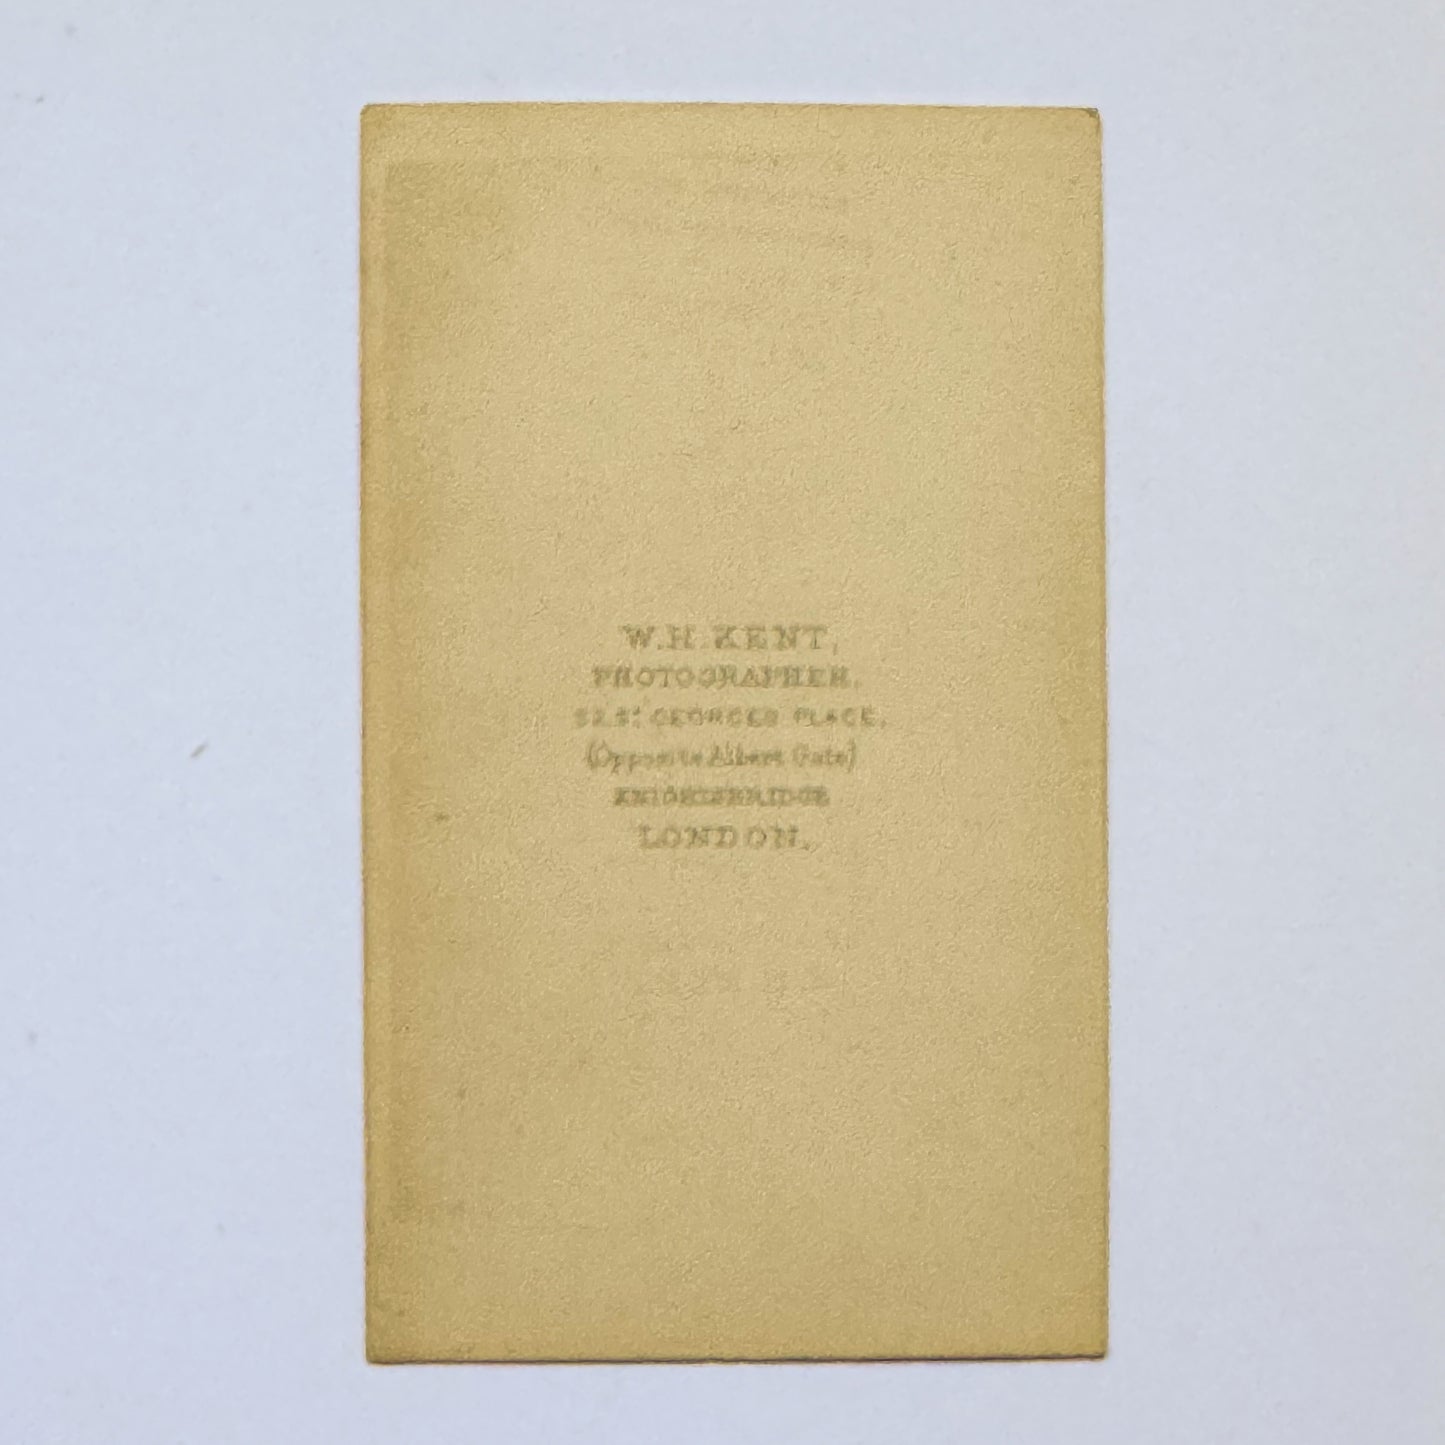 W.H.KENT,
PHOTOGRAPHER,
52 St GEORGES PLACE,
(Opposite Albert Gate)
KNIGHTSBRIDGE
LONDON.